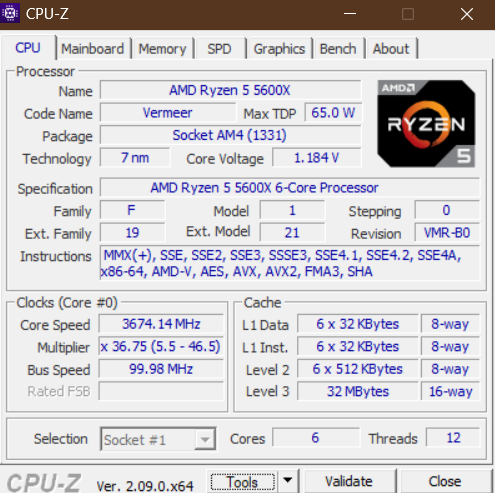 CPU-Z
CPU Mainboard Memory SPD Graphics Bench About
Processor
Name AMD Ryzen 5 5600X
Code Name Vermeer Max TDP 65.0 W
Package Socket AM4 (1331)
Technology 7 nm Core Voltage 1.184 V
AMD
RYZEN
5
Specification AMD Ryzen 5 5600X 6-Core Processor
Family F Model 1 Stepping 0
Ext. Family 19 Ext. Model 21 Revision VMR-B0
Instructions MMX(+), SSE, SSE2, SSE3, SSSE3, SSE4.1, SSE4.2, SSE4A,
x86-64, AMD-V, AES, AVX, AVX2, FMA3, SHA
Clocks (Core #0)
Core Speed 3674.14 MHz
Multiplier x 36.75 (5.5 - 46.5)
Bus Speed 99.98 MHz
Rated FSB
Cache
L1 Data 6 x 32 KBytes 8-way
L1 Inst. 6 x 32 KBytes 8-way
Level 2 6 x 512 KBytes 8-way
Level 3 32 MBytes 16-way
Selection Socket #1 Cores 6 Threads 12
CPU-Z Ver. 2.09.0.x64 Tools Validate Close